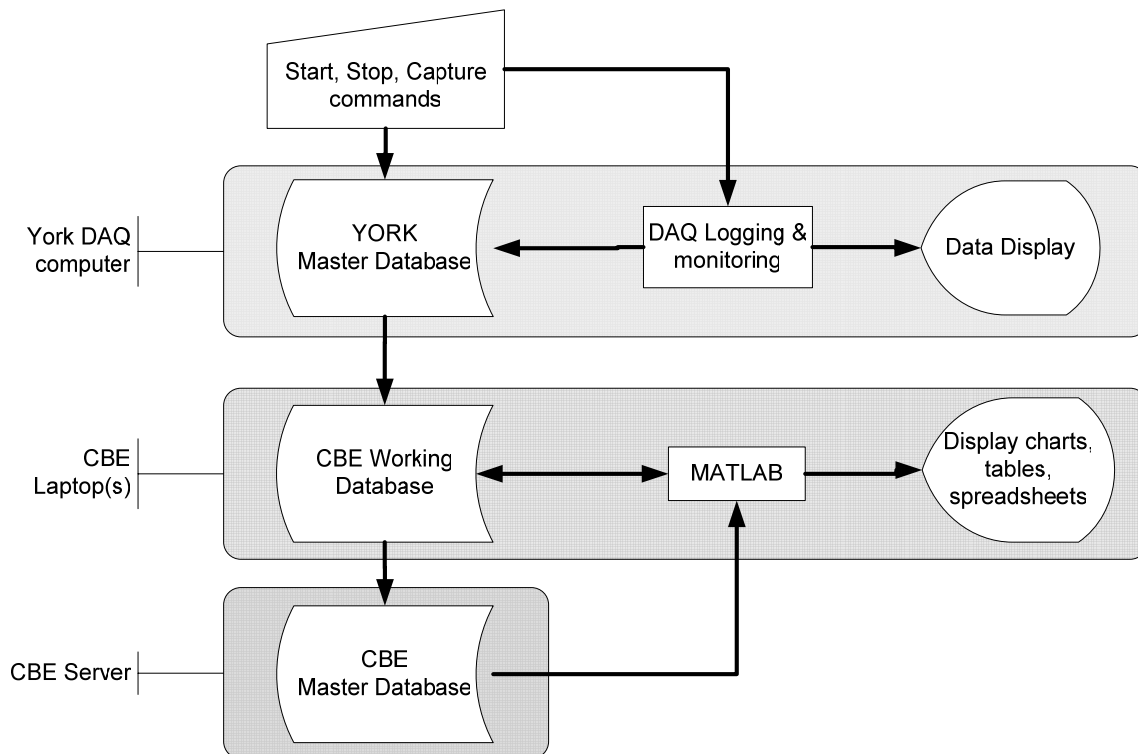 Start, Stop, Capture
commands
York DAQ
computer
YORK
Master Database
DAQ Logging &
monitoring
Data Display
CBE
Laptop(s)
CBE Working
Database
MATLAB
Display charts,
tables,
spreadsheets
CBE Server
CBE
Master Database